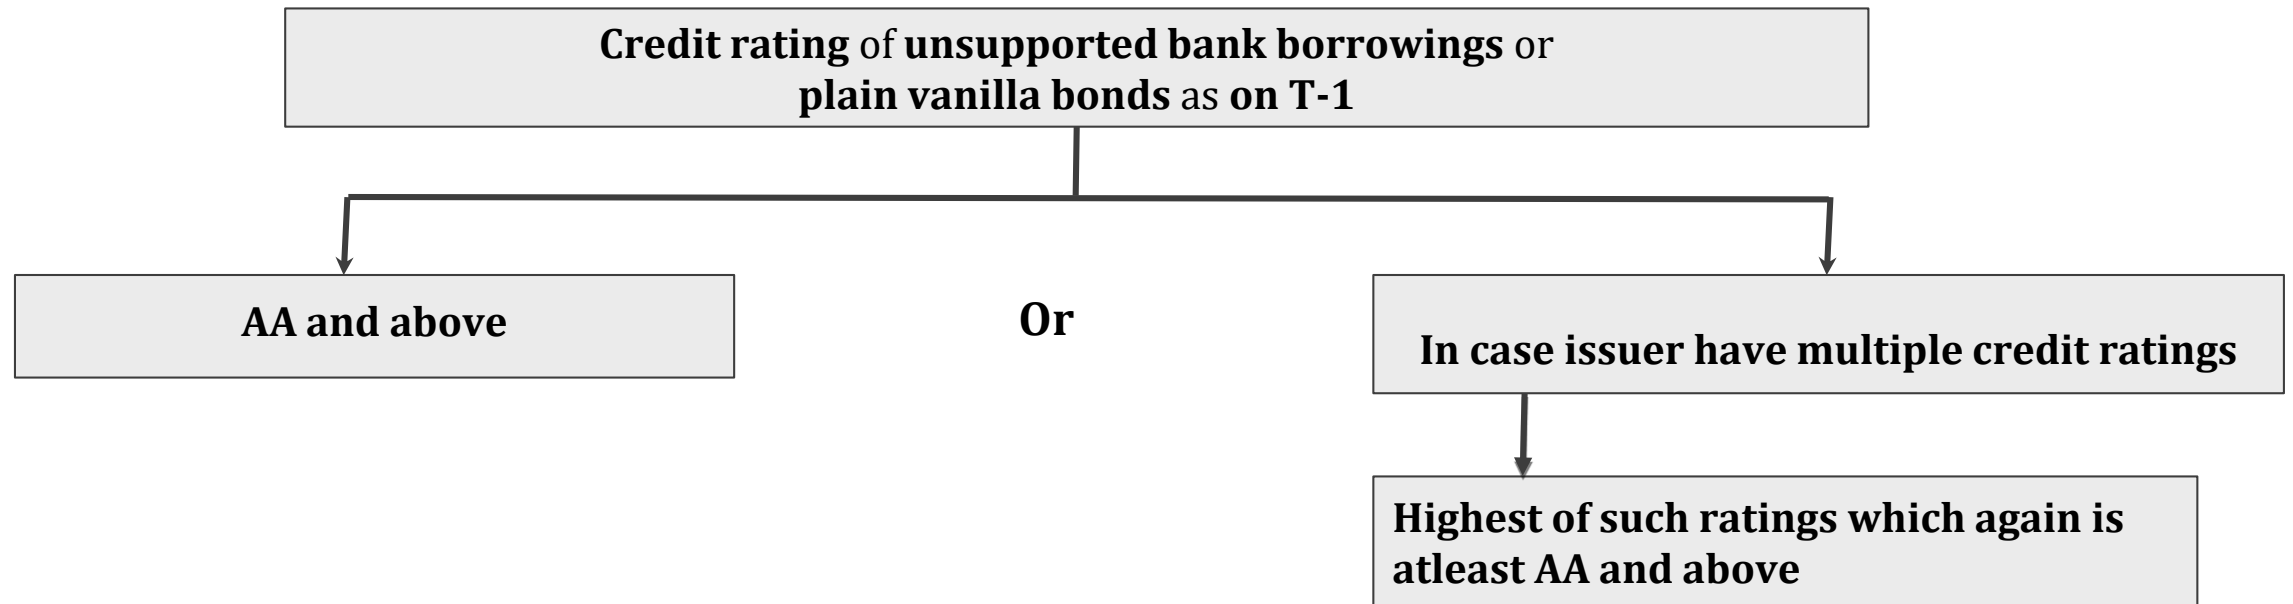 Credit rating of unsupported bank borrowings or
plain vanilla bonds as on T-1
AA and above
Or
In case issuer have multiple credit ratings
Highest of such ratings which again is
atleast AA and above